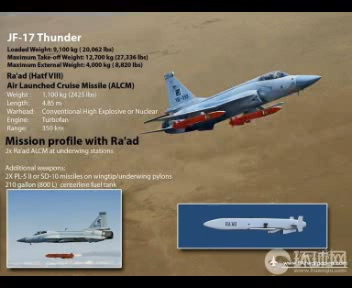 JF-17 Thunder
Loaded Weight: 9,100 kg ( 20,062 lbs)
Maximum Take-off Weight: 12,700 kg (27,336 lbs)
Maximum External Weight: 4,000 kg ( 8,820 lbs)
Ra'ad (Hatf VIII)
Air Launched Cruise Missile (ALCM)
Weight: 1,100 kg (2425 lbs)
Length: 4.85 m
Warhead: Conventional High Explosive or Nuclear
Engine: Turbofan
Range: 350 km
Mission profile with Ra'ad
2x Ra'ad ALCM at underwing stations
Additional weapons:
2X PL-5 II or SD-10 missiles on wingtip/underwing pylons
210 gallon (800 L) centerline fuel tank
RA'AD
环球网